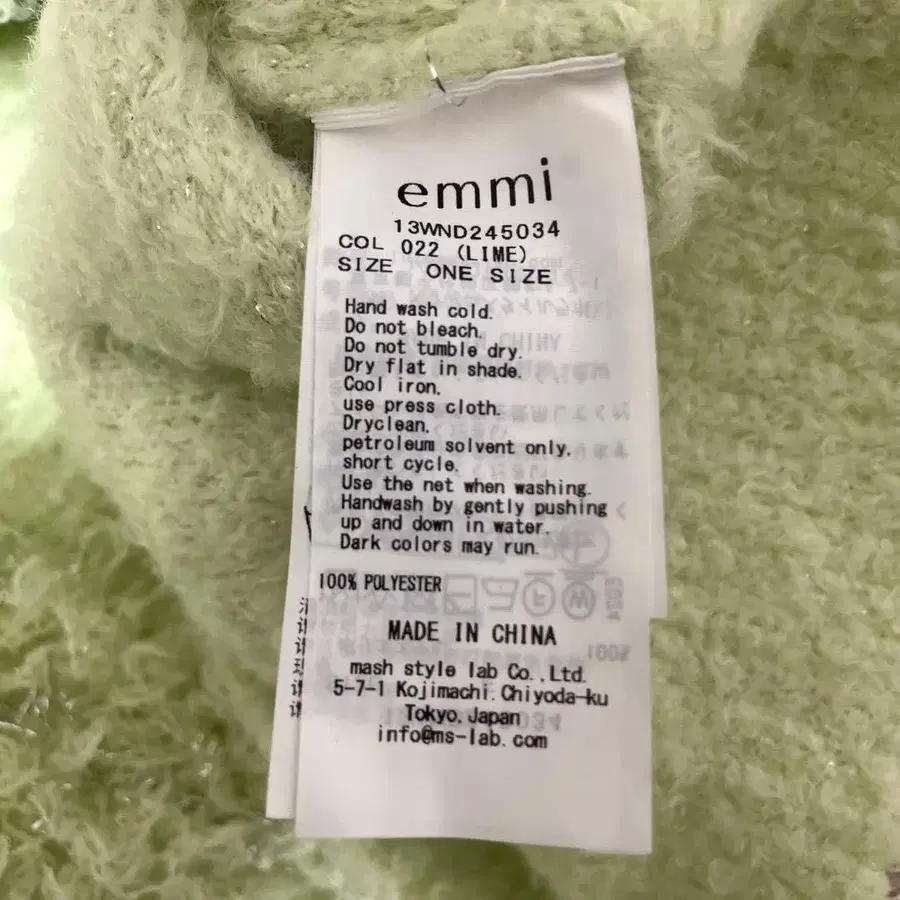 emmi
13WND245034
COL 022 (LIME)
SIZE ONE SIZE
Hand wash cold.
Do not bleach.
Do not tumble dry.
Dry flat in shade.
Cool iron.
use press cloth.
Dryclean.
petroleum solvent only.
short cycle.
Use the net when washing.
Handwash by gently pushing
up and down in water.
Dark colors may run.
100% POLYESTER
MADE IN CHINA
mash style lab Co.,Ltd.
5-7-1 Kojimachi.Chiyoda-ku
Tokyo.Japan
info@ms-lab.com